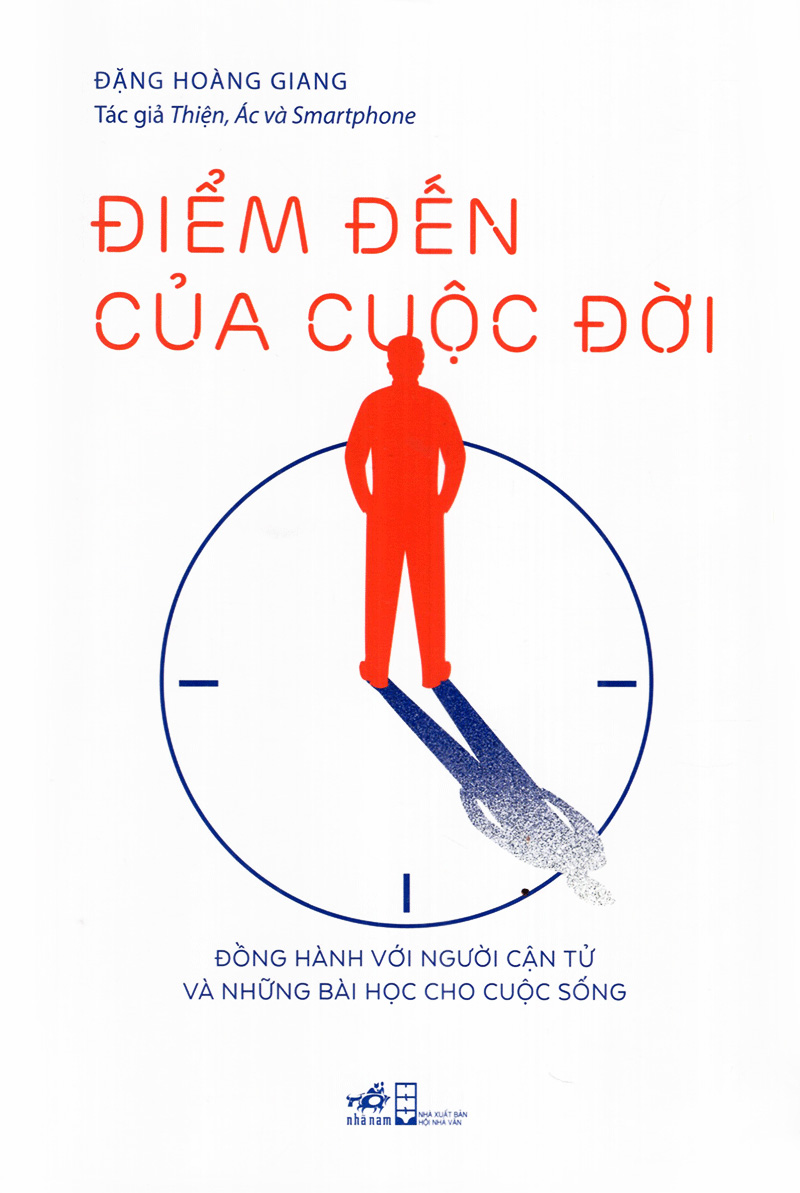 ĐẶNG HOÀNG GIANG
Tác giả Thiện, Ác và Smartphone
ĐIỂM ĐẾN
CỦA CUỘC ĐỜI
ĐỒNG HÀNH VỚI NGƯỜI CẬN TỬ
VÀ NHỮNG BÀI HỌC CHO CUỘC SỐNG
nhã nam
NHÀ XUẤT BẢN
HỘI NHÀ VĂN